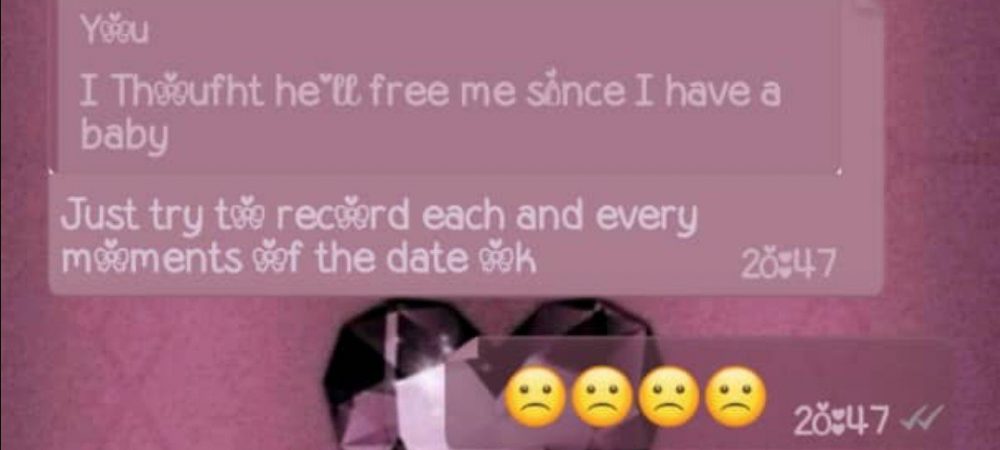 You
I Thoufht he'll free me since I have a
baby
Just try to record each and every
moments of the date ok
20:47
😕😕😕😕 20:47